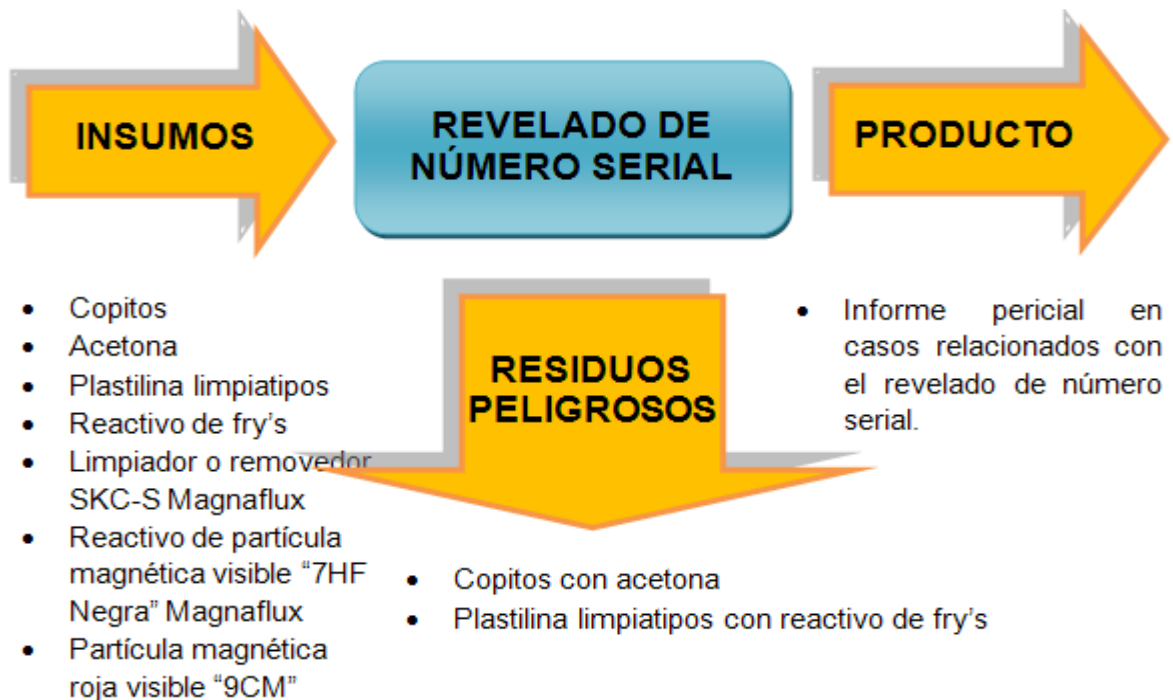 INSUMOS
REVELADO DE
NÚMERO SERIAL
PRODUCTO
• Copitos
• Acetona
• Plastilina limpiatipos
• Reactivo de fry’s
• Limpiador o removedor
SKC-S Magnaflux
• Reactivo de partícula
magnética visible “7HF
Negra” Magnaflux
• Partícula magnética
roja visible “9CM”
RESIDUOS
PELIGROSOS
• Copitos con acetona
• Plastilina limpiatipos con reactivo de fry’s
• Informe pericial en
casos relacionados con
el revelado de número
serial.